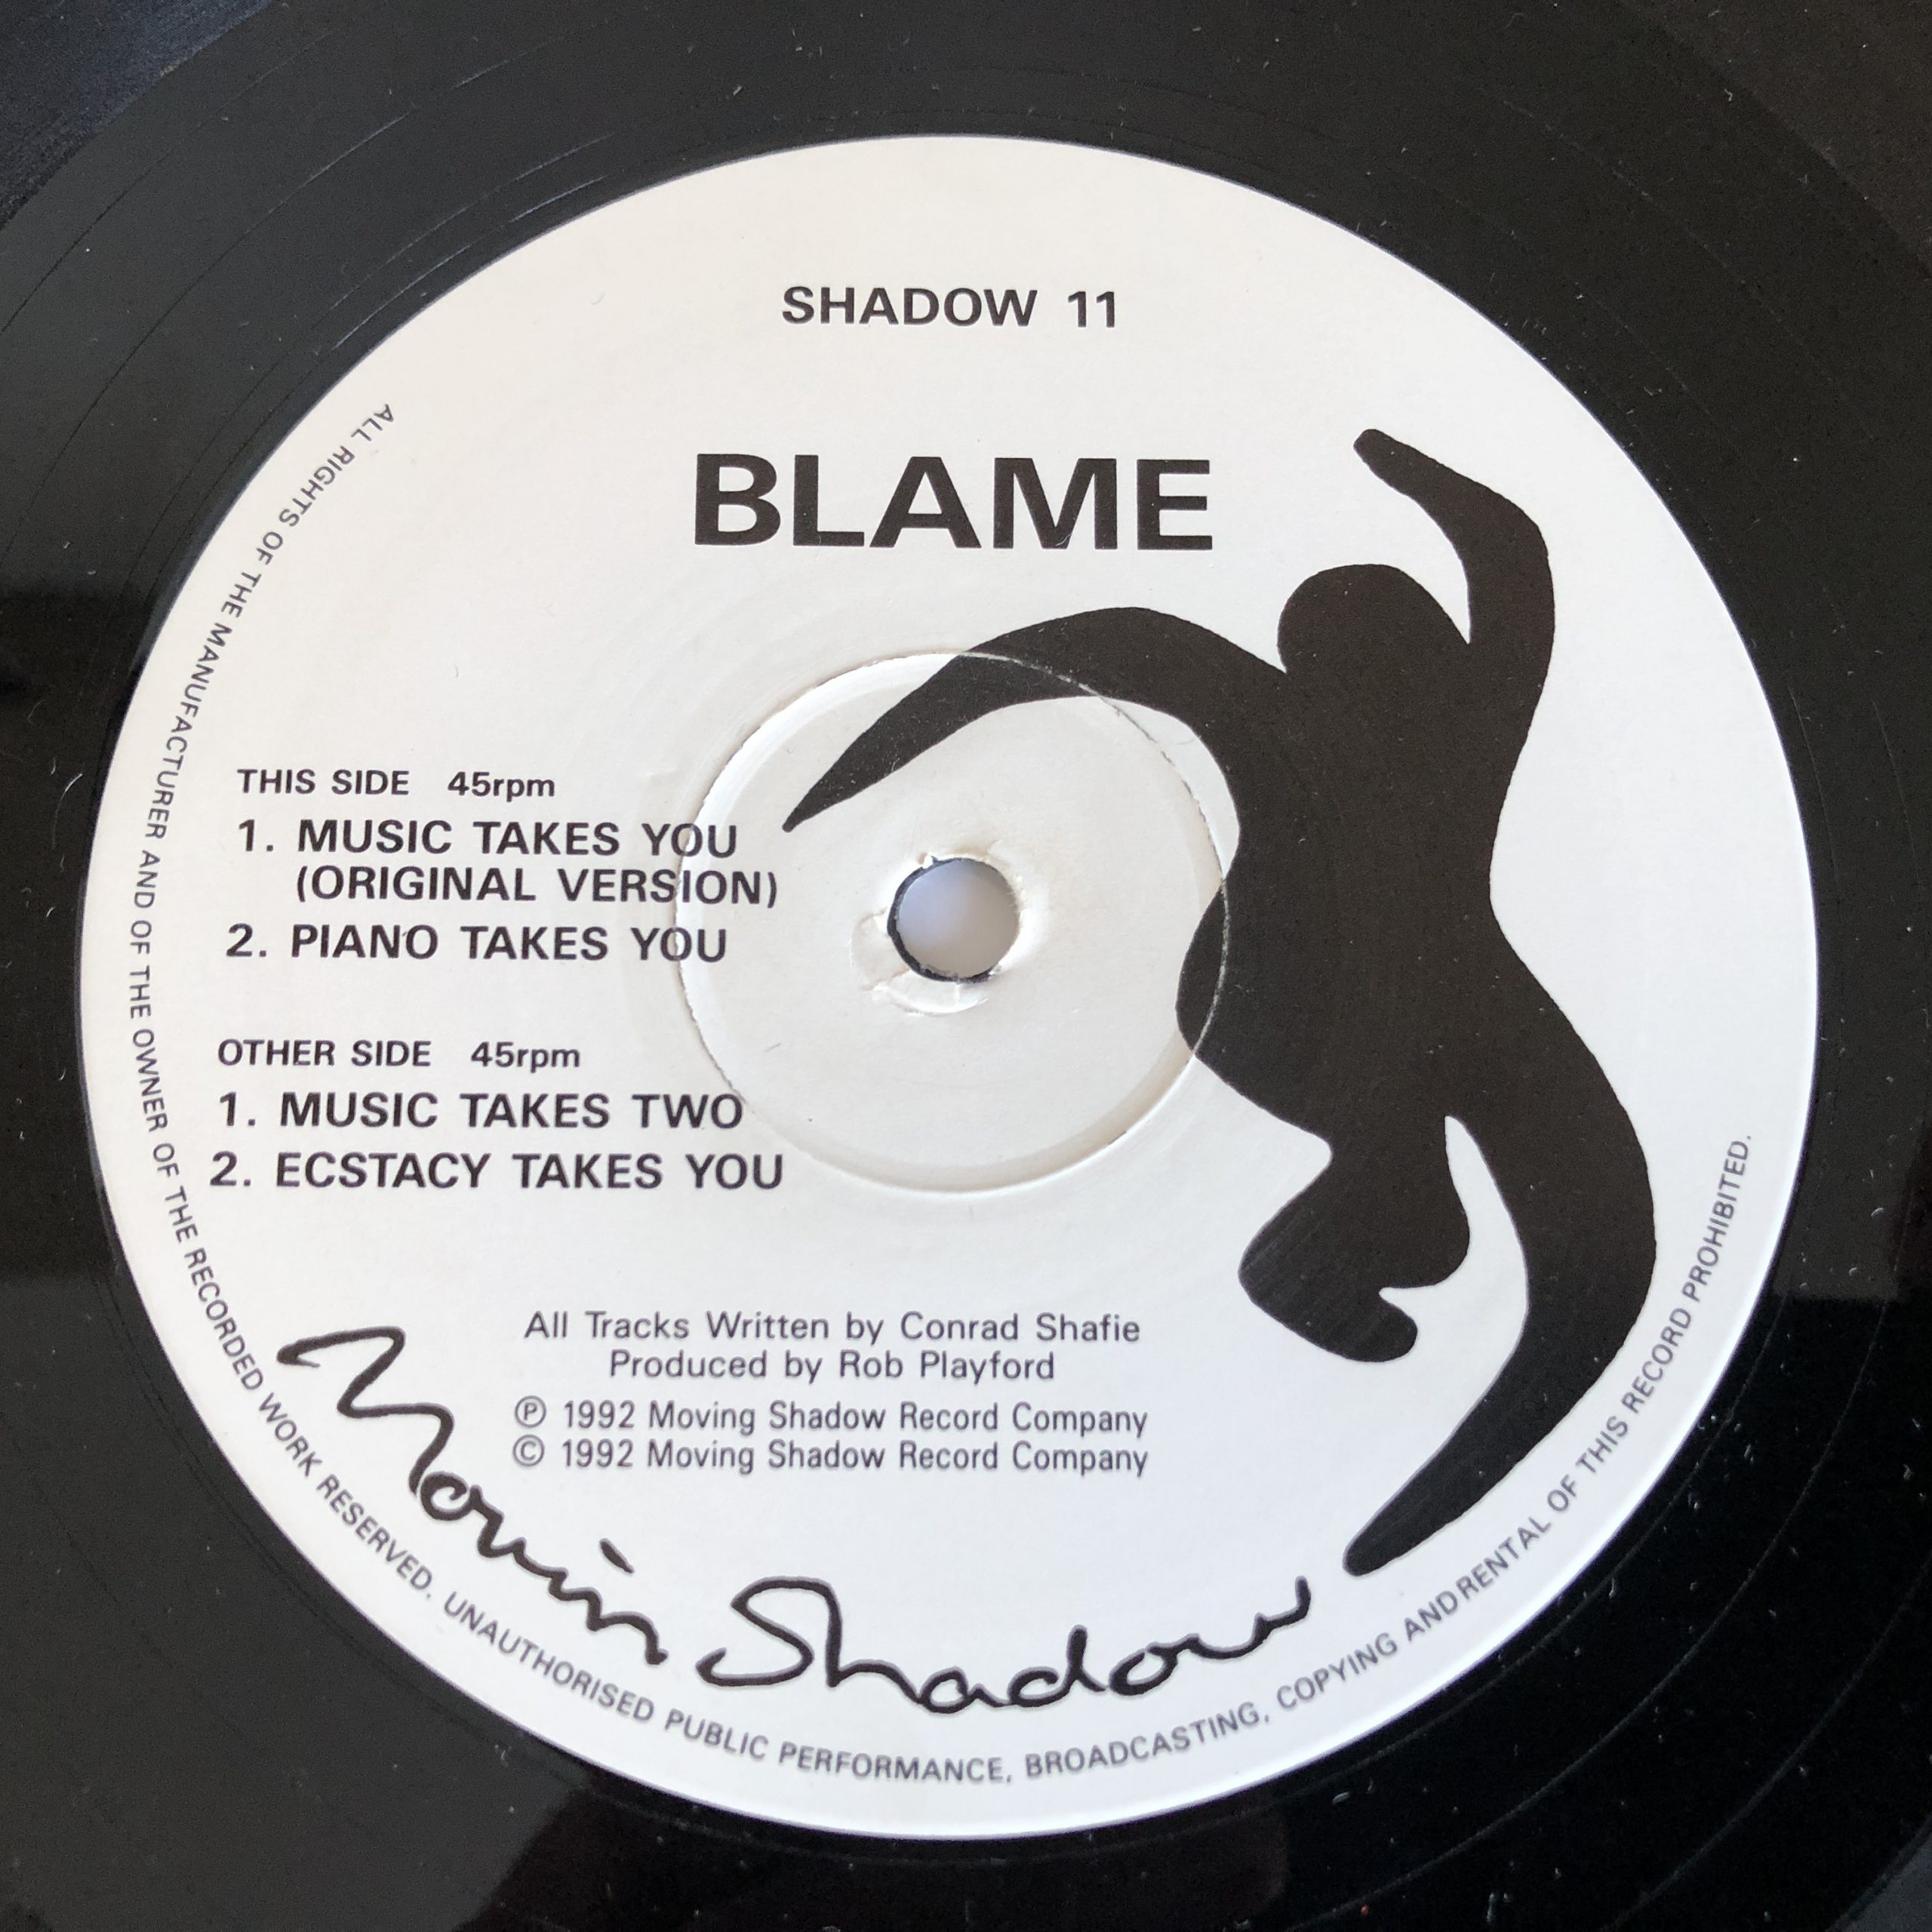 SHADOW 11
BLAME
THIS SIDE 45rpm
1. MUSIC TAKES YOU
(ORIGINAL VERSION)
2. PIANO TAKES YOU
OTHER SIDE 45rpm
1. MUSIC TAKES TWO
2. ECSTACY TAKES YOU
All Tracks Written by Conrad Shafie
Produced by Rob Playford
℗ 1992 Moving Shadow Record Company
© 1992 Moving Shadow Record Company
Movin Shadow
ALL RIGHTS OF THE MANUFACTURER AND OF THE OWNER OF THE RECORDED WORK RESERVED. UNAUTHORISED PUBLIC PERFORMANCE, BROADCASTING, COPYING AND RENTAL OF THIS RECORD PROHIBITED.